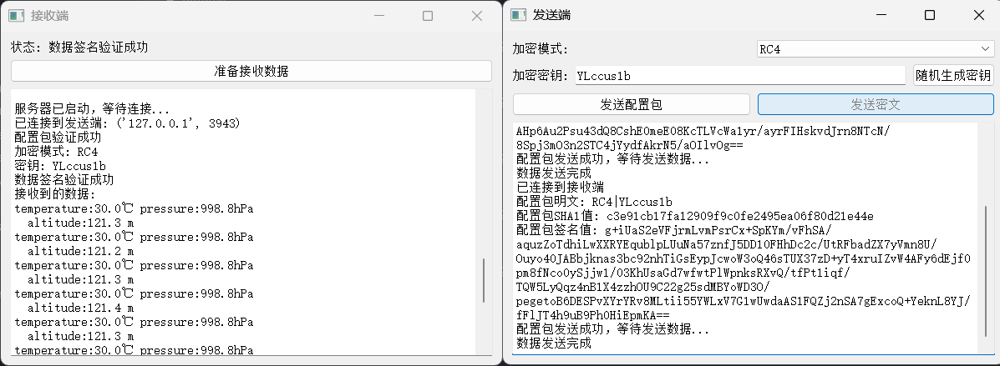 接收端
状态: 数据签名验证成功
准备接收数据
服务器已启动，等待连接...
已连接到发送端: ('127.0.0.1', 3943)
配置包验证成功
加密模式: RC4
密钥: YLccus1b
数据签名验证成功
接收到的数据:
temperature:30.0℃ pressure:998.8hPa
altitude:121.3 m
temperature:30.0℃ pressure:998.8hPa
altitude:121.2 m
temperature:30.0℃ pressure:998.8hPa
altitude:121.3 m
temperature:30.0℃ pressure:998.8hPa
altitude:121.4 m
temperature:30.0℃ pressure:998.8hPa
altitude:121.3 m
temperature:30.0℃ pressure:998.8hPa
发送端
加密模式:
RC4
加密密钥:
YLccus1b
随机生成密钥
发送配置包
发送密文
AHp6Au2Psu43dQ8CshE0meE08KcTLVcWa1yr/ayrFIHskvdJrn8NTcN/
8Spj3mO3n2STC4jYydfAkrN5/aOIlvOg==
配置包发送成功，等待发送数据...
数据发送完成
已连接到接收端
配置包明文: RC4|YLccus1b
配置包SHA1值: c3e91cb17fa12909f9c0fe2495ea06f80d21e44e
配置包签名值: g+iUaS2eVFjrmLvmPsrCx+SpKYm/vFhSA/
aquzZoTdhiLwXXRYEqublpLUuNa57znfJ5DD10FHhDc2c/UtRFbadZX7yVmn8U/
Ouyo40JABbjknas3bc92nhTiGsEypJcwoW3oQ46sTUX37zD+yT4xruIZvW4AFy6dEjf0
pm8fNco0ySjjw1/03KhUsaGd7wfwtPlWpnksRXvQ/tfPt1iqf/
TQW5LyQqz4nB1X4zzhOU9C22g25sdMBYoWD3O/
pegetoB6DESPvXYrYRv8MLtii55YWLxV7G1wUwdaAS1FQZj2nSA7gExcoQ+YeknL8YJ/
fFlJT4h9uB9PhOHiEpmKA==
配置包发送成功，等待发送数据...
数据发送完成